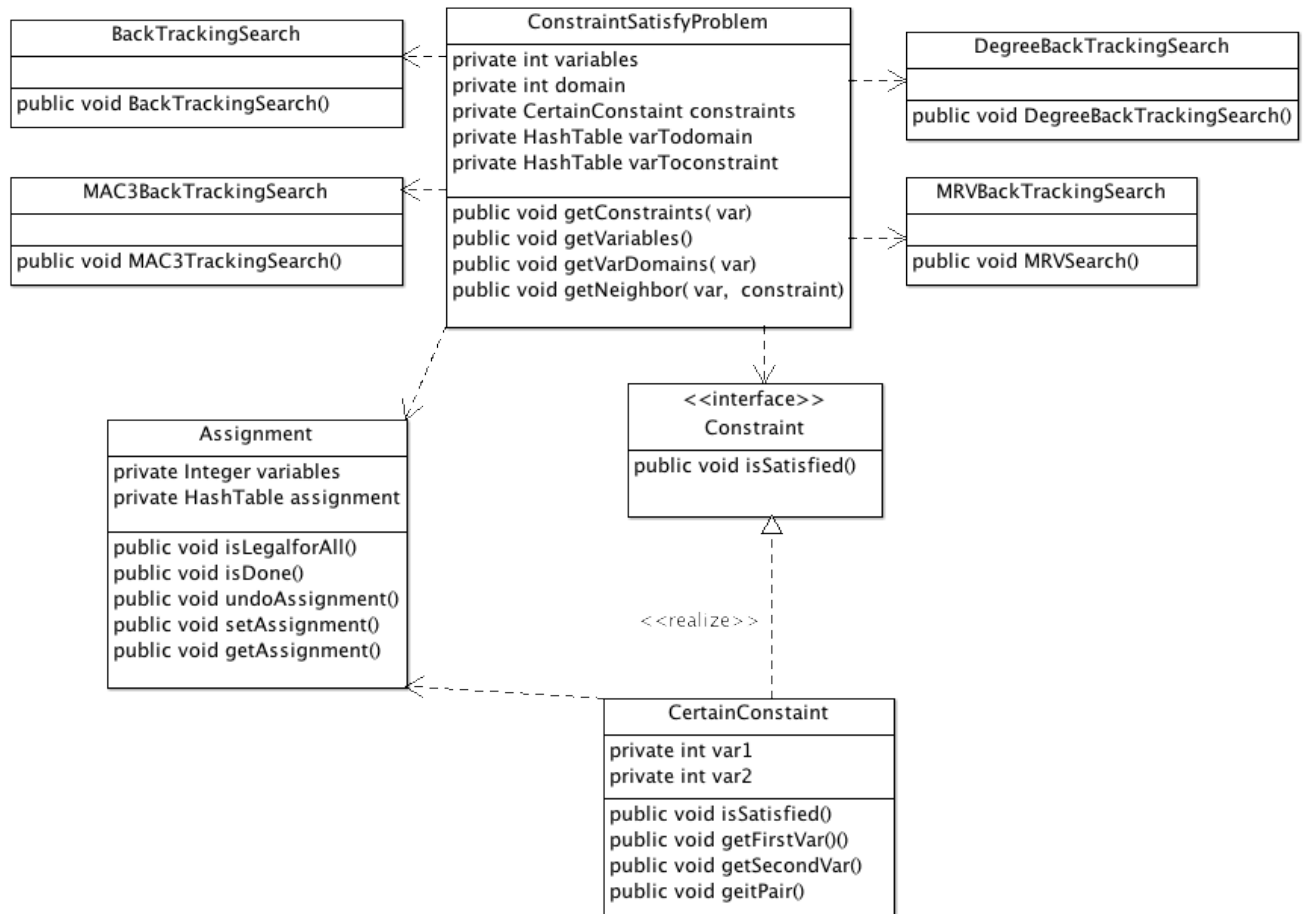 BackTrackingSearch
public void BackTrackingSearch()
MAC3BackTrackingSearch
public void MAC3TrackingSearch()
ConstraintSatisfyProblem
private int variables
private int domain
private CertainConstaint constraints
private HashTable varTodomain
private HashTable varToconstraint
public void getConstraints( var)
public void getVariables()
public void getVarDomains( var)
public void getNeighbor( var,  constraint)
DegreeBackTrackingSearch
public void DegreeBackTrackingSearch()
MRVBackTrackingSearch
public void MRVSearch()
Assignment
private Integer variables
private HashTable assignment
public void isLegalforAll()
public void isDone()
public void undoAssignment()
public void setAssignment()
public void getAssignment()
<<interface>>
Constraint
public void isSatisfied()
<<realize>>
CertainConstaint
private int var1
private int var2
public void isSatisfied()
public void getFirstVar()()
public void getSecondVar()
public void geitPair()